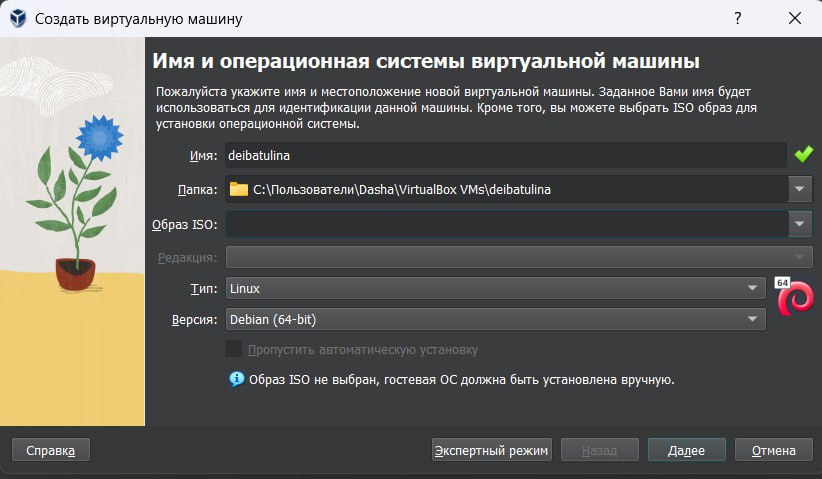 Создать виртуальную машину
?
Имя и операционная системы виртуальной машины
Пожалуйста укажите имя и местоположение новой виртуальной машины. Заданное Вами имя будет
использоваться для идентификации данной машины. Кроме того, вы можете выбрать ISO образ для
установки операционной системы.
Имя: deibatulina
Папка: C:\Пользователи\Dasha\VirtualBox VMs\deibatulina
Образ ISO:
Редакция:
Тип: Linux
64
Версия: Debian (64-bit)
Пропустить автоматическую установку
Образ ISO не выбран, гостевая ОС должна быть установлена вручную.
Справка Экспертный режим Назад Далее Отмена